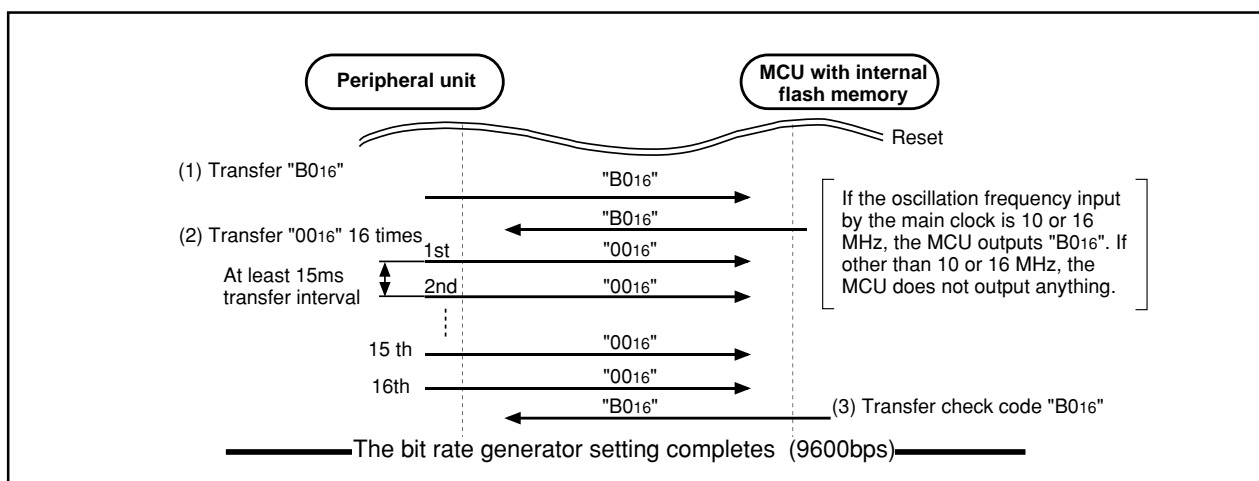 Peripheral unit
MCU with internal
flash memory
Reset
(1) Transfer "B016"
"B016"
"B016"
If the oscillation frequency input
by the main clock is 10 or 16
MHz, the MCU outputs "B016". If
other than 10 or 16 MHz, the
MCU does not output anything.
(2) Transfer "0016" 16 times
1st
"0016"
At least 15ms
transfer interval
2nd
"0016"
15 th
"0016"
16th
"0016"
"B016"
(3) Transfer check code "B016"
The bit rate generator setting completes (9600bps)